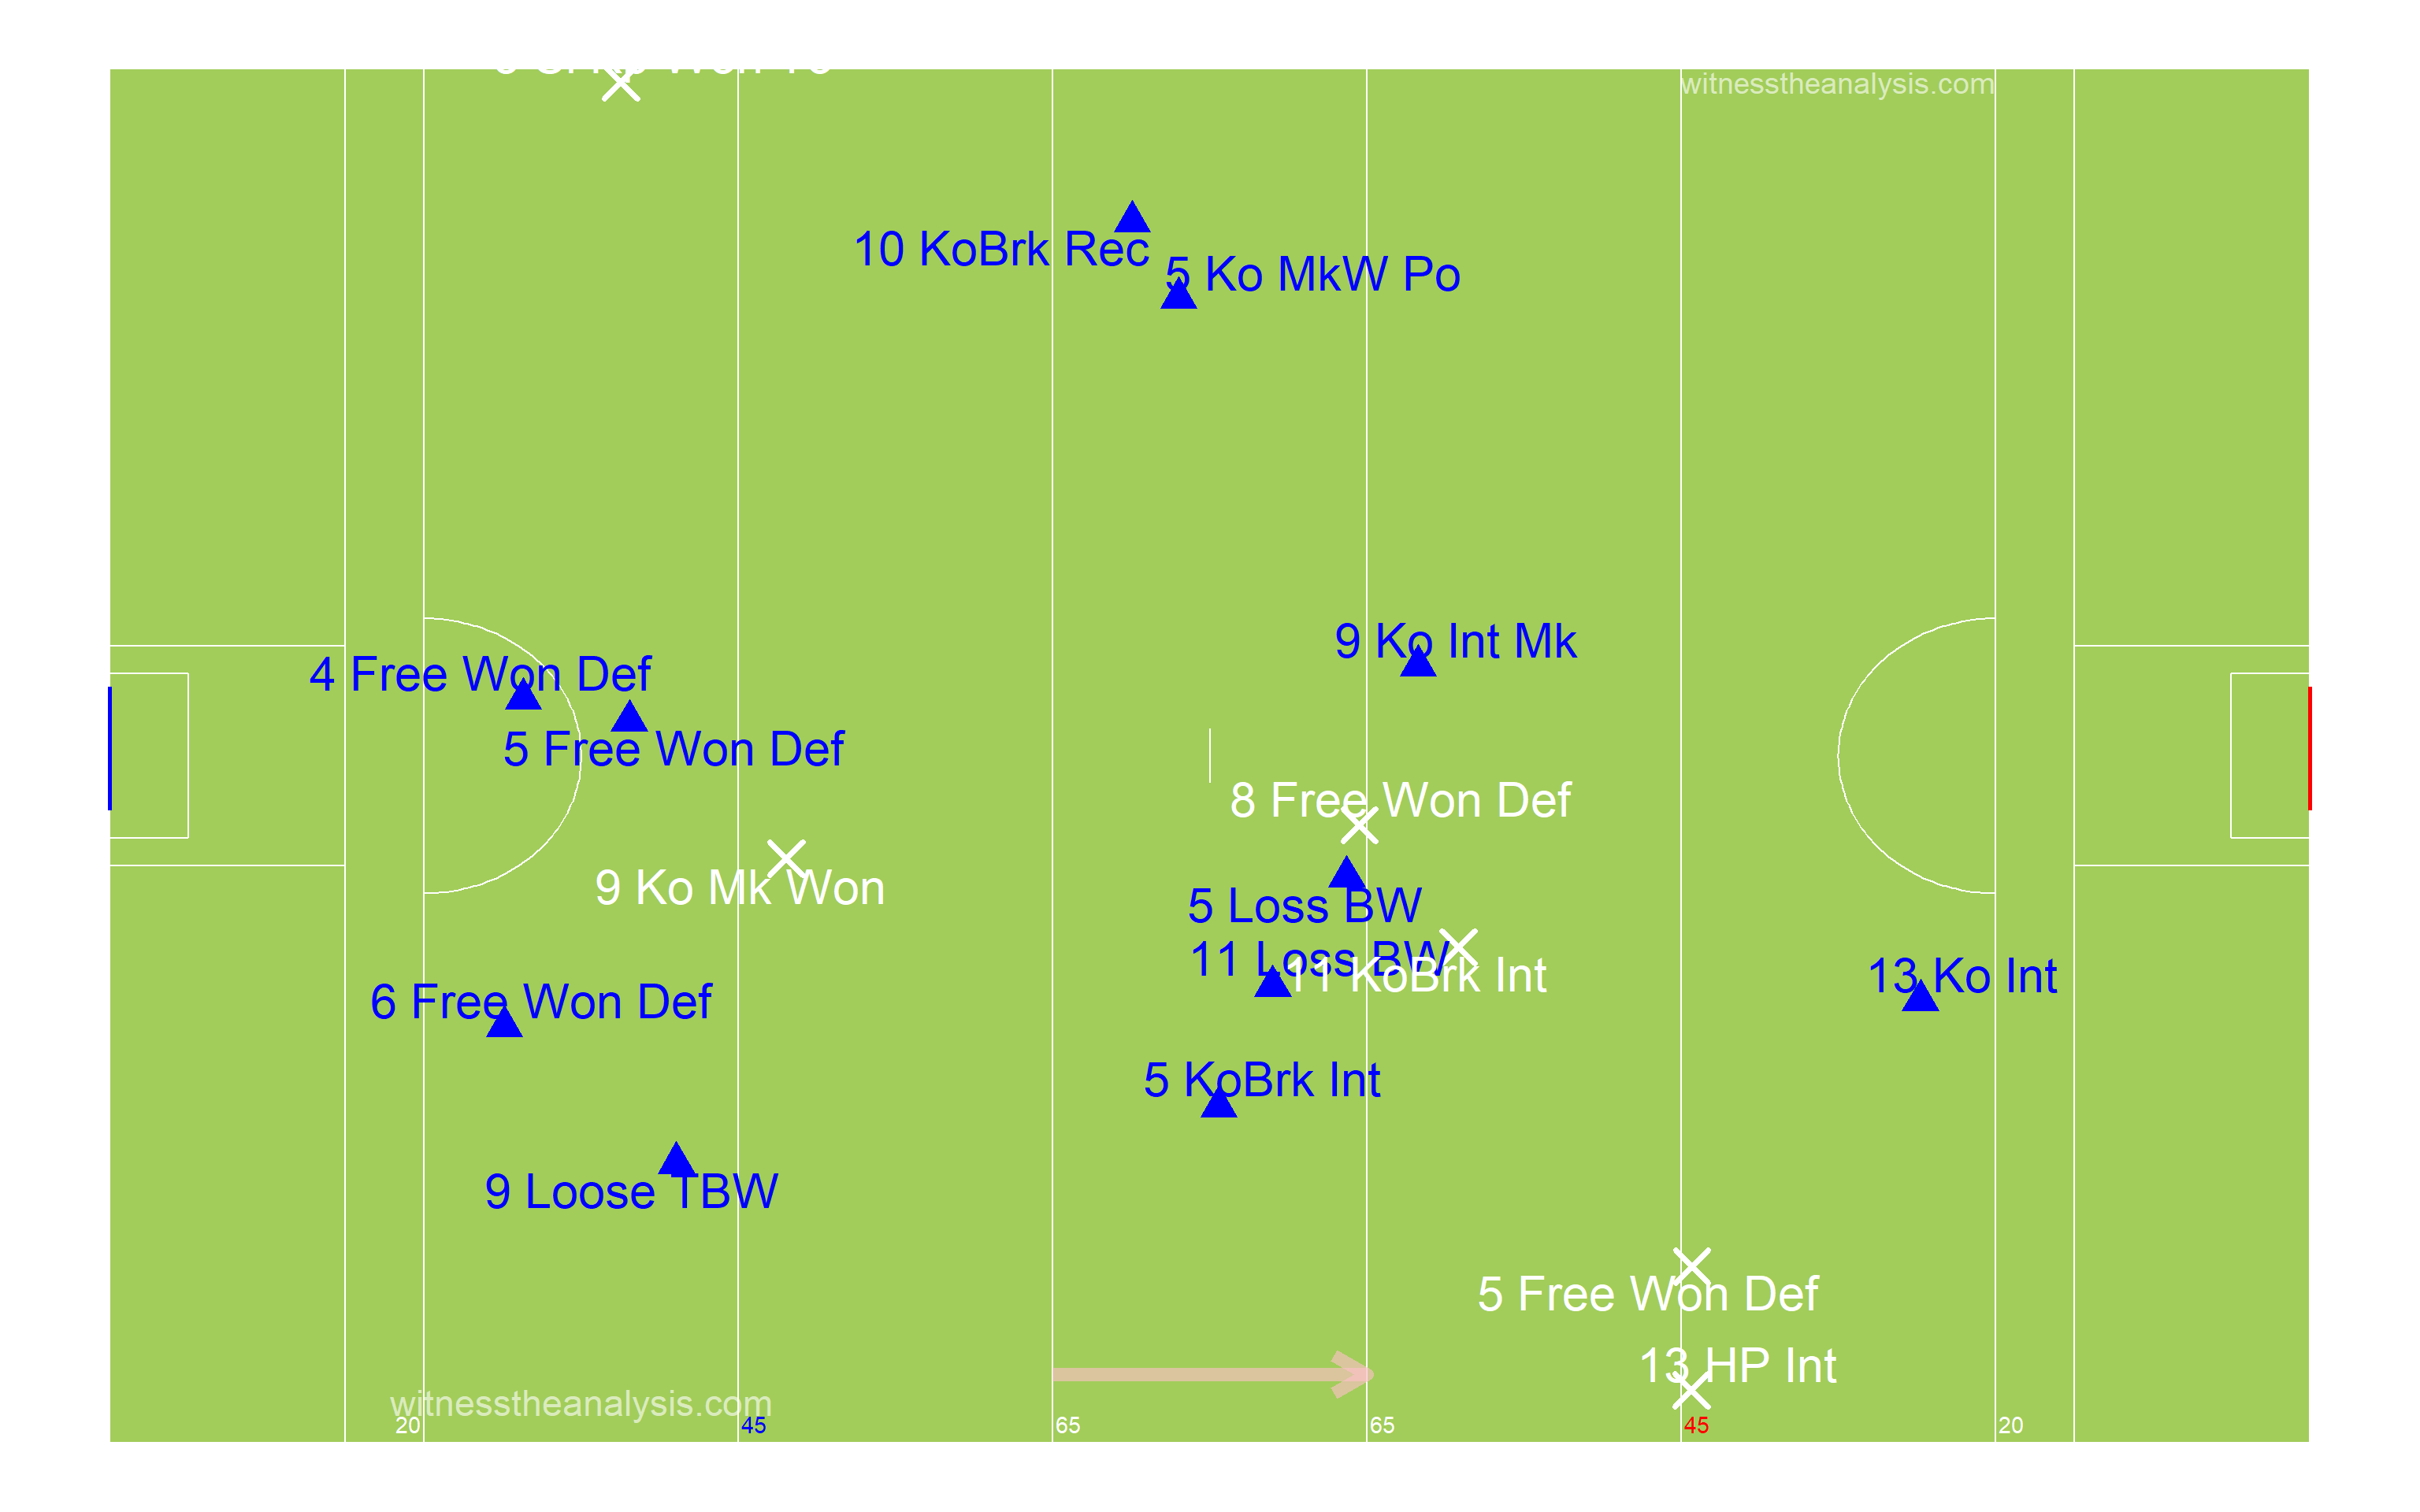 witnesstheanalysis.com
10 KoBrk Rec
5 Ko MkW Po
9 Ko Int Mk
4 Free Won Def
5 Free Won Def
8 Free Won Def
9 Ko Mk Won
5 Loss BW
11 Loss BW
11 KoBrk Int
13 Ko Int
6 Free Won Def
5 KoBrk Int
9 Loose TBW
5 Free Won Def
13 HP Int
witnesstheanalysis.com
20 45 65 65 45 20